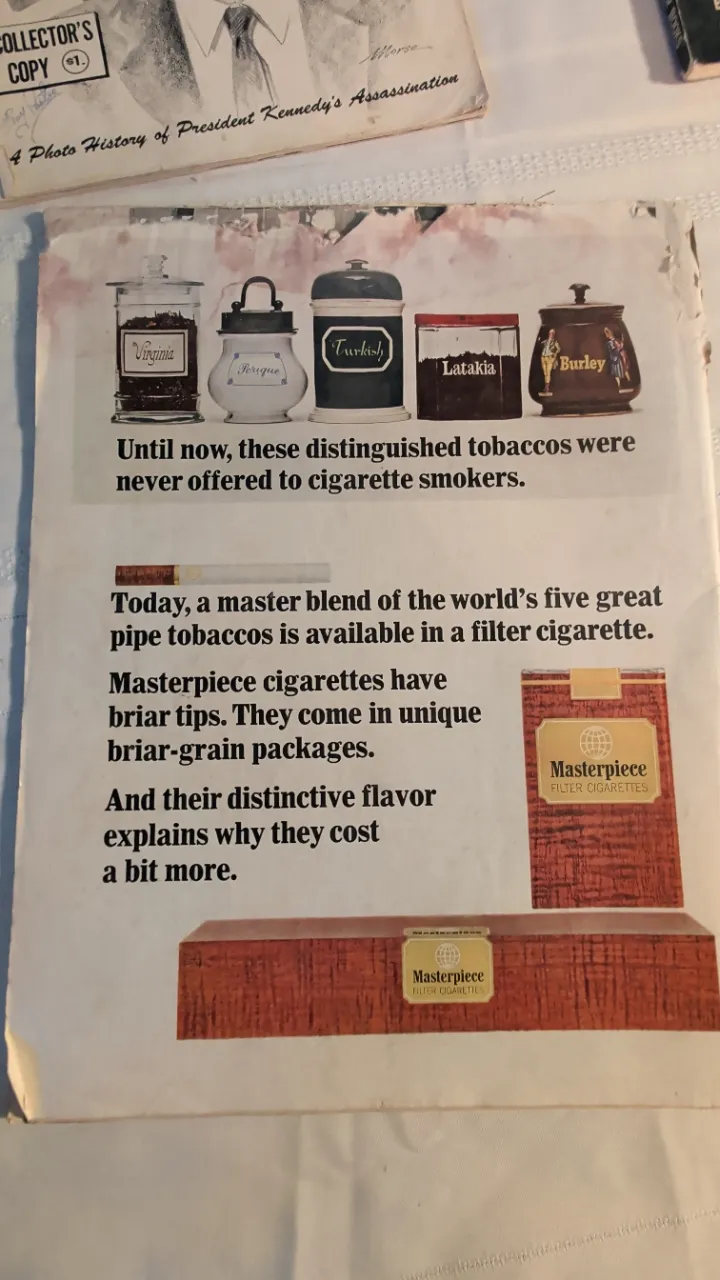 COLLECTOR'S
COPY $1.
A Photo History of President Kennedy's Assassination
Virginia
Perique
Turkish
Latakia
Burley
Until now, these distinguished tobaccos were
never offered to cigarette smokers.
Today, a master blend of the world's five great
pipe tobaccos is available in a filter cigarette.
Masterpiece cigarettes have
briar tips. They come in unique
briar-grain packages.
And their distinctive flavor
explains why they cost
a bit more.
Masterpiece
FILTER CIGARETTES
Masterpiece
FILTER CIGARETTES